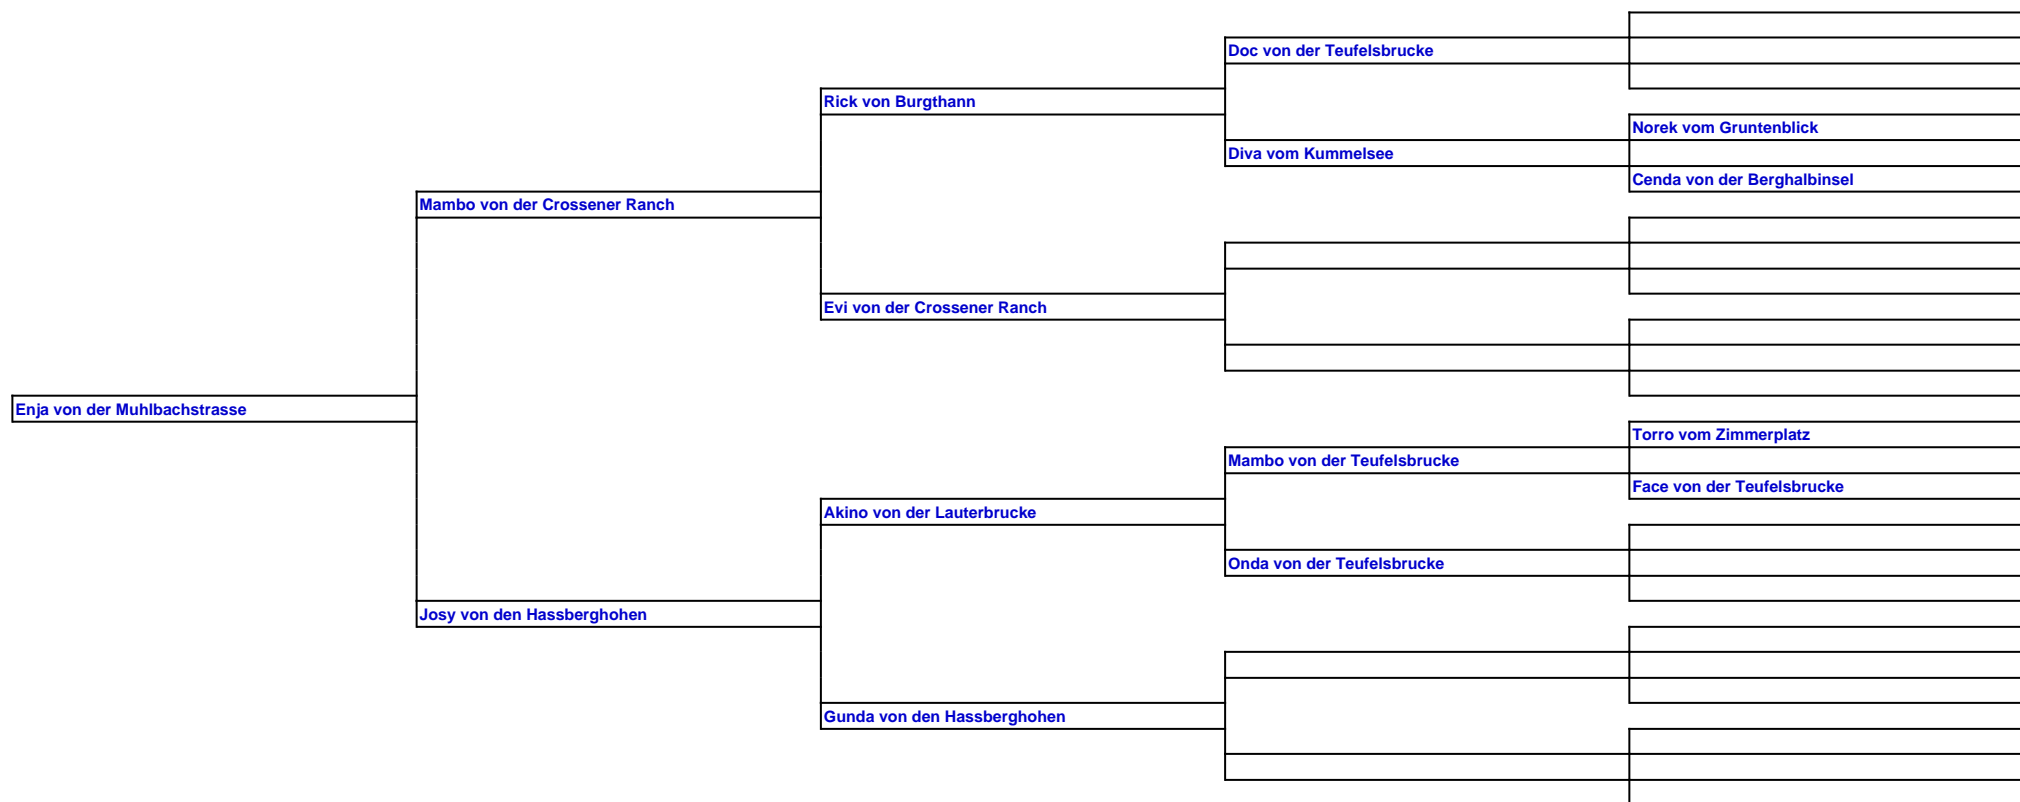 Doc von der Teufelsbrucke
Rick von Burgthann
Norek vom Gruntenblick
Diva vom Kummelsee
Cenda von der Berghalbinsel
Mambo von der Crossener Ranch
Evi von der Crossener Ranch
Enja von der Muhlbachstrasse
Torro vom Zimmerplatz
Mambo von der Teufelsbrucke
Face von der Teufelsbrucke
Akino von der Lauterbrucke
Onda von der Teufelsbrucke
Josy von den Hassberghohen
Gunda von den Hassberghohen